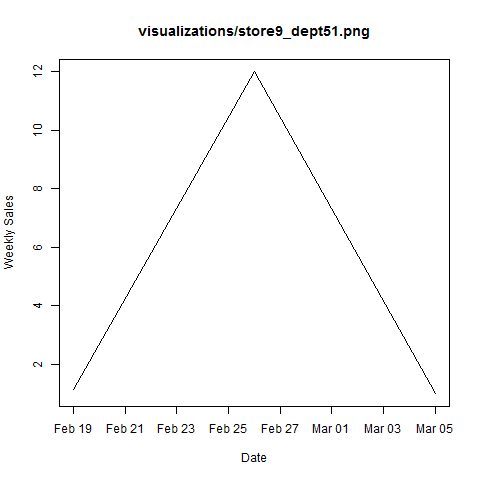 visualizations/store9_dept51.png
Weekly Sales
12
10
8
6
4
2
Feb 19 Feb 21 Feb 23 Feb 25 Feb 27 Mar 01 Mar 03 Mar 05
Date